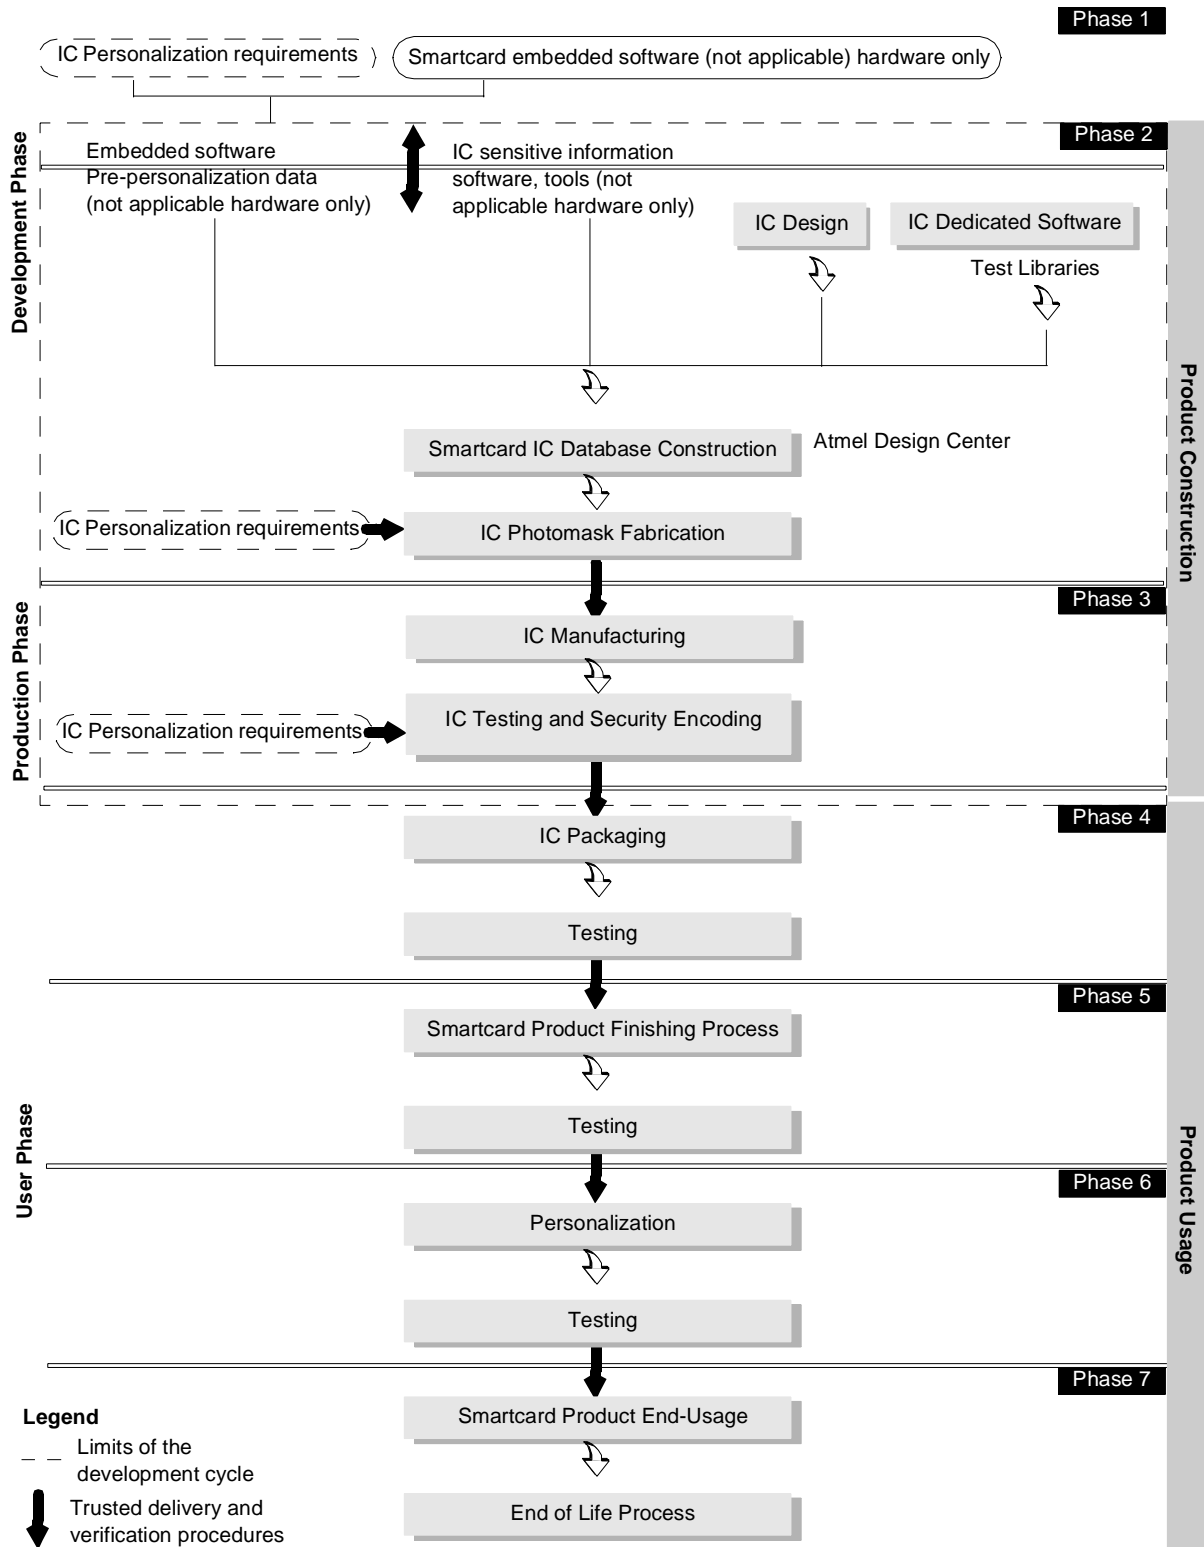 Phase 1
IC Personalization requirements
Smartcard embedded software (not applicable) hardware only
Development Phase
Phase 2
Embedded software
Pre-personalization data
(not applicable hardware only)
IC sensitive information
software, tools (not
applicable hardware only)
IC Design
IC Dedicated Software
Test Libraries
Product Construction
Smartcard IC Database Construction
Atmel Design Center
IC Personalization requirements
IC Photomask Fabrication
Production Phase
Phase 3
IC Manufacturing
IC Personalization requirements
IC Testing and Security Encoding
Phase 4
IC Packaging
Testing
Phase 5
Smartcard Product Finishing Process
Testing
User Phase
Product Usage
Phase 6
Personalization
Testing
Phase 7
Smartcard Product End-Usage
End of Life Process
Legend
Limits of the
development cycle
Trusted delivery and
verification procedures